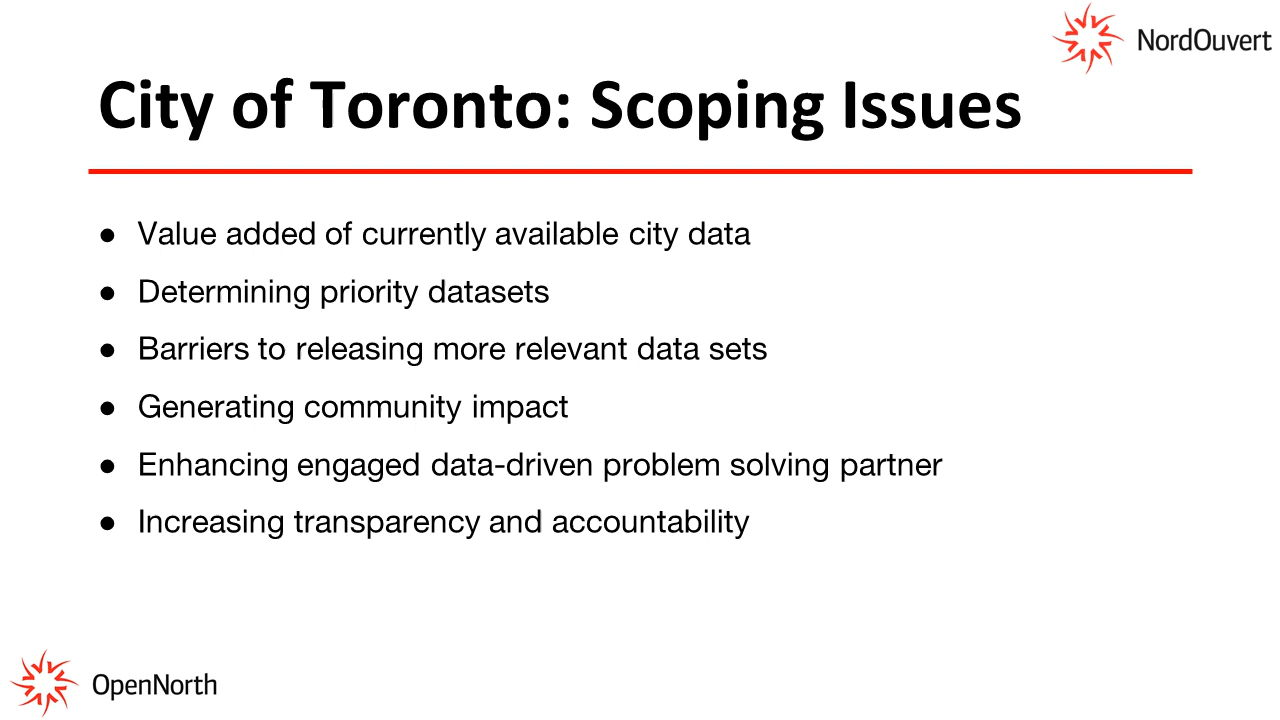 NordOuvert
City of Toronto: Scoping Issues
● Value added of currently available city data
● Determining priority datasets
● Barriers to releasing more relevant data sets
● Generating community impact
● Enhancing engaged data-driven problem solving partner
● Increasing transparency and accountability
OpenNorth